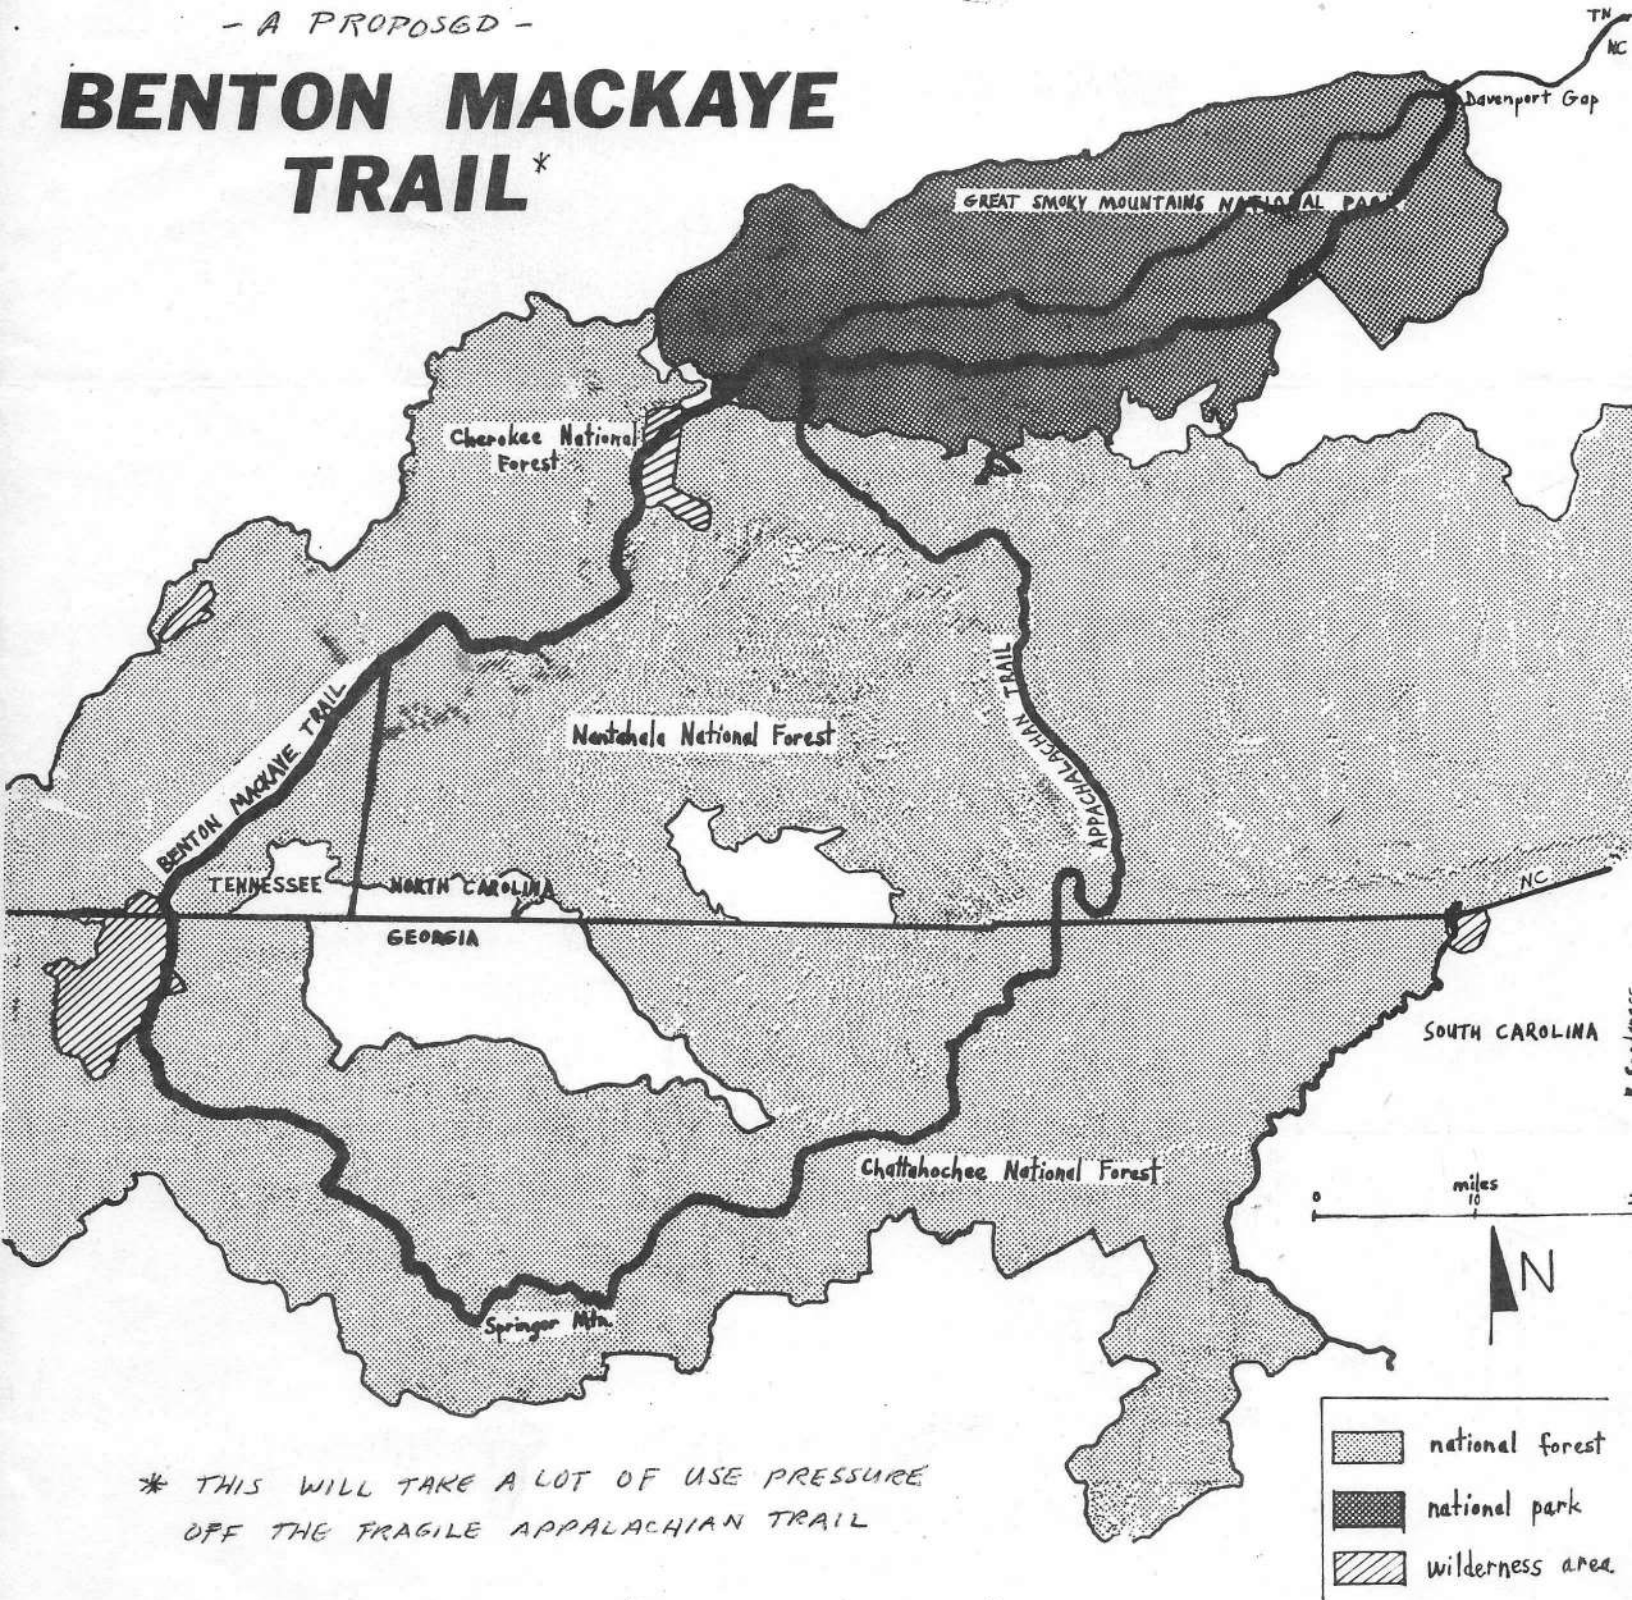 - A PROPOSED -
BENTON MACKAYE
TRAIL*
TN
NC
Davenport Gap
GREAT SMOKY MOUNTAINS NATIONAL PARK
Cherokee National
Forest
APPACHALACHAN TRAIL
BENTON MACKAYE TRAIL
Nantahala National Forest
TENNESSEE
NORTH CAROLINA
NC
GEORGIA
SOUTH CAROLINA
Chattahochee National Forest
miles
0 10
N
Springer Mtn.
national forest
national park
wilderness area
* THIS WILL TAKE A LOT OF USE PRESSURE
OFF THE FRAGILE APPALACHIAN TRAIL